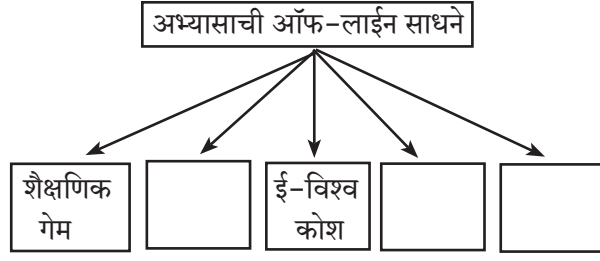 अभ्यासाची ऑफ-लाईन साधने
शैक्षणिक
गेम
ई-विश्व
कोश